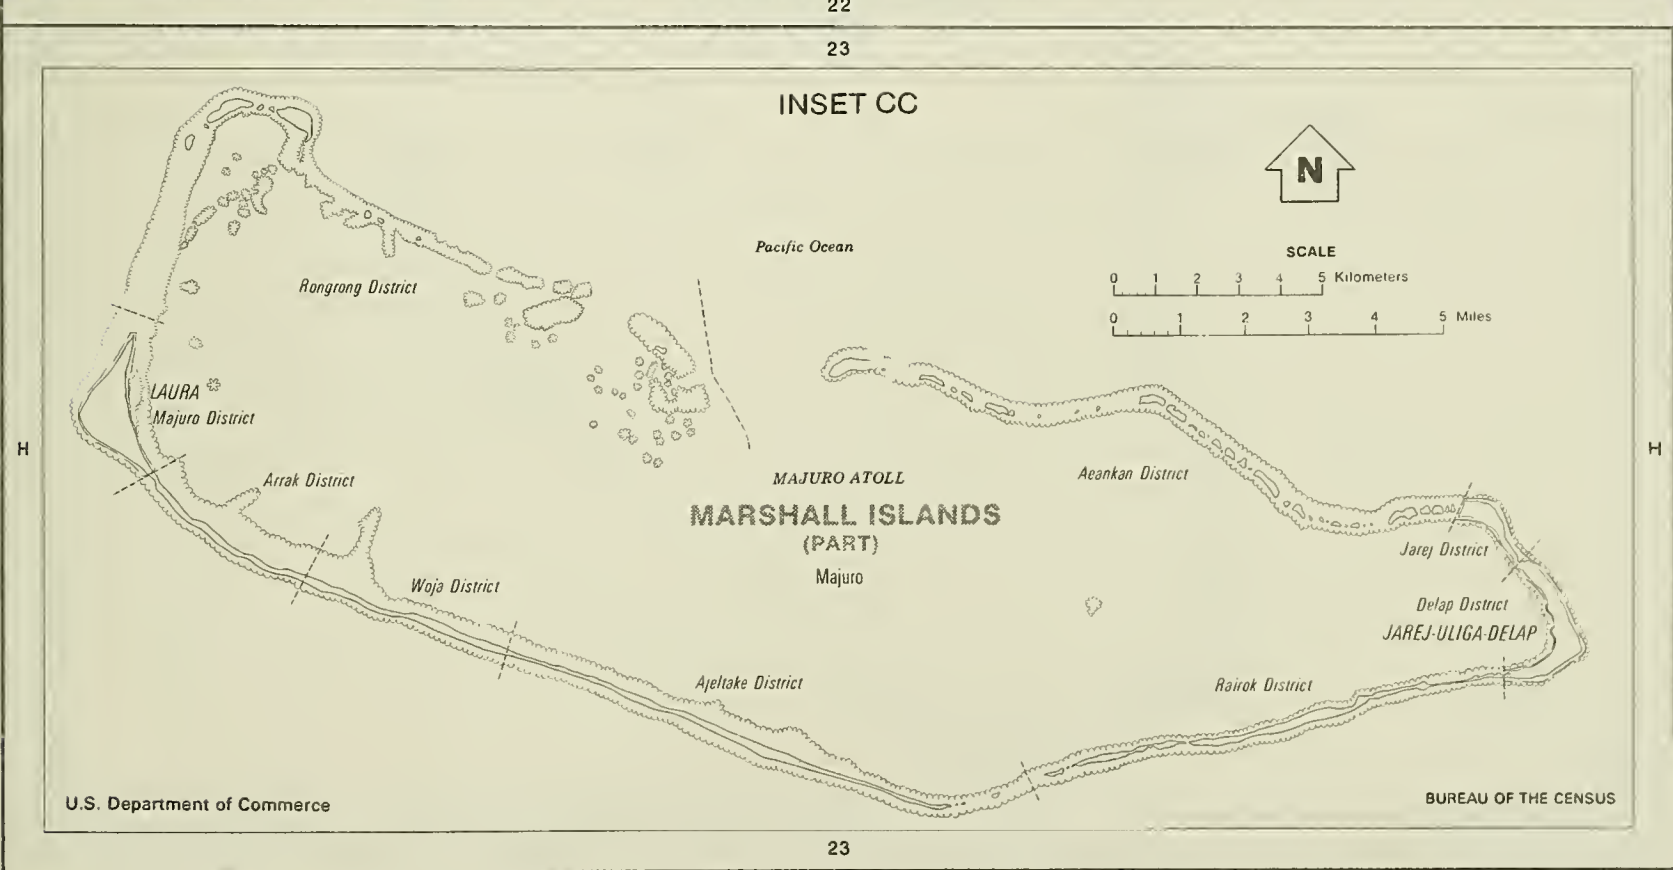 22
23
INSET CC
N
Pacific Ocean
SCALE
0 1 2 3 4 5 Kilometers
0 1 2 3 4 5 Miles
Rongrong District
LAURA
Majuro District
H
H
Arrak District
MAJURO ATOLL
Aeankan District
MARSHALL ISLANDS
(PART)
Majuro
Jarej District
Woja District
Delap District
JAREJ-ULIGA-DELAP
Ajeltake District
Rairok District
U.S. Department of Commerce
BUREAU OF THE CENSUS
23